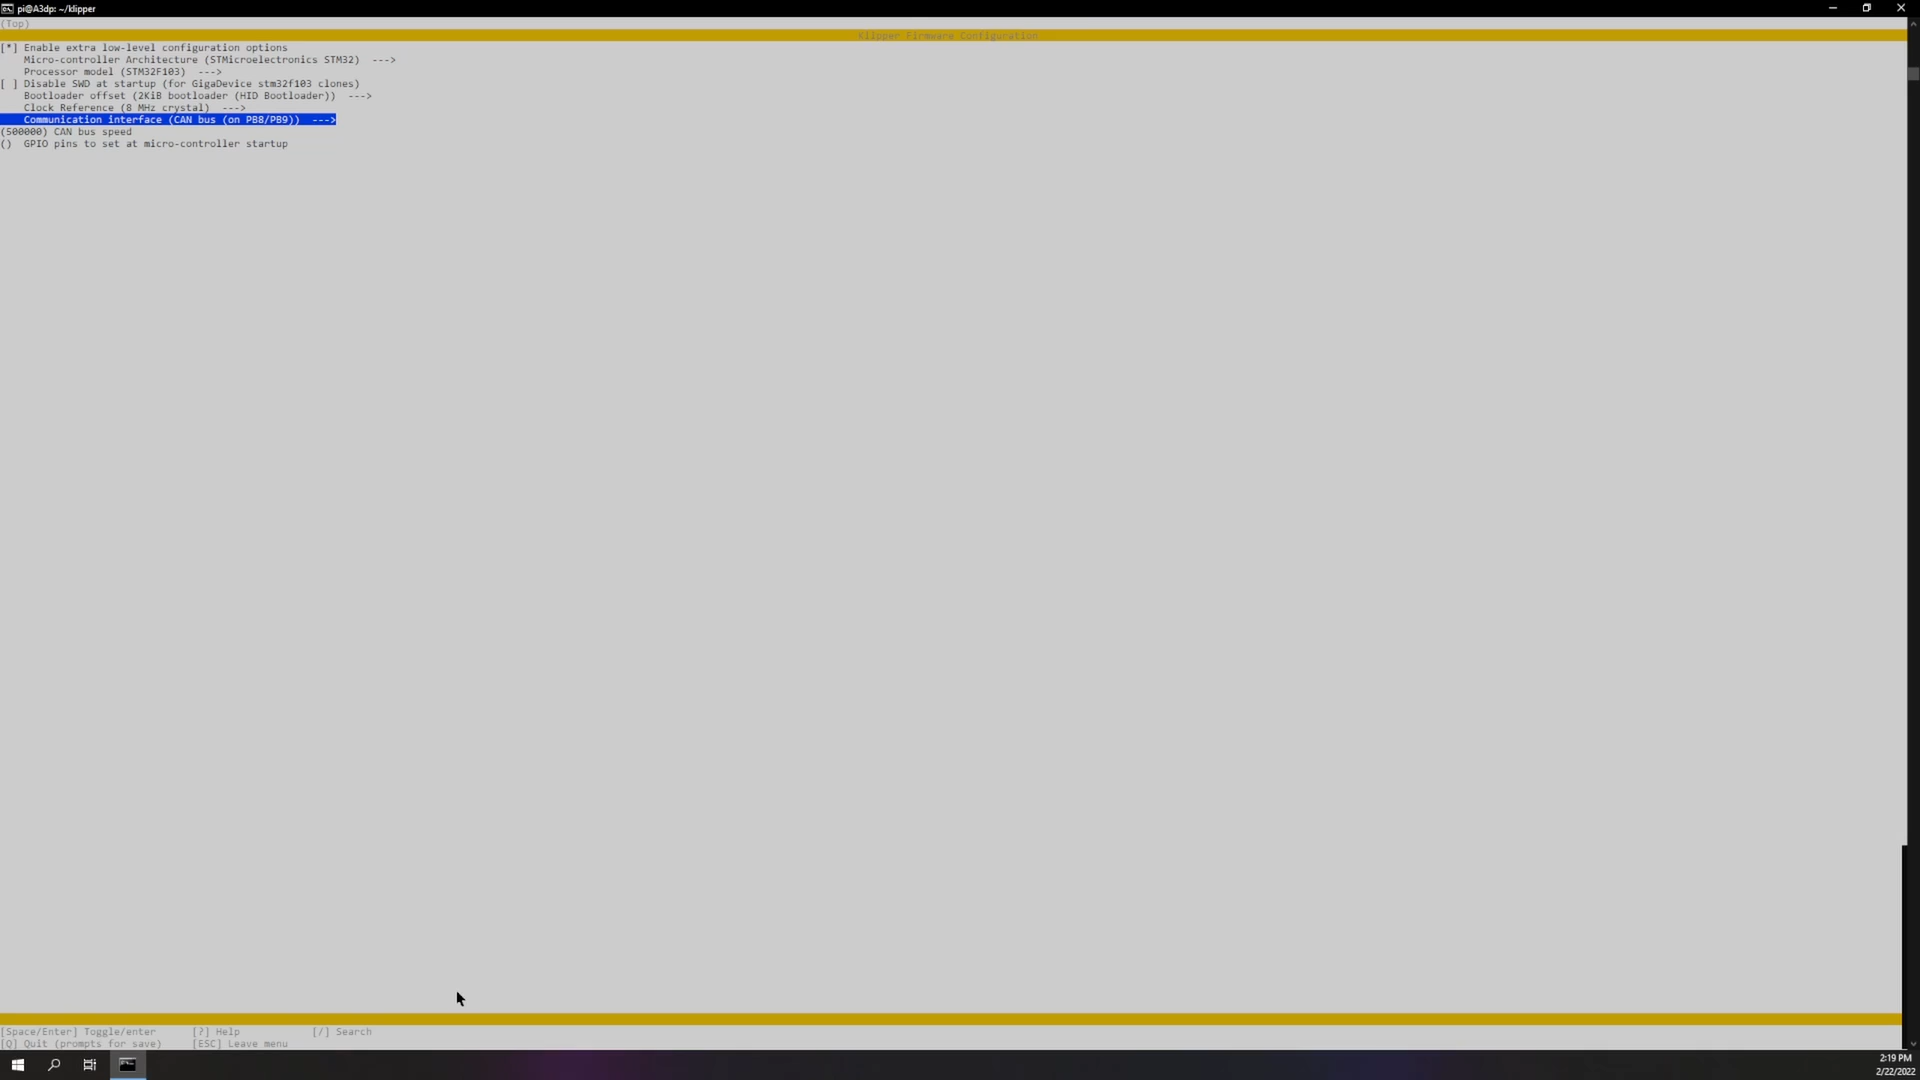 pi@A3dp: ~/klipper
(Top)
Klipper Firmware Configuration
[*] Enable extra low-level configuration options
Micro-controller Architecture (STMicroelectronics STM32)  --->
Processor model (STM32F103)  --->
[ ] Disable SWD at startup (for GigaDevice stm32f103 clones)
Bootloader offset (2KiB bootloader (HID Bootloader))  --->
Clock Reference (8 MHz crystal)  --->
Communication interface (CAN bus (on PB8/PB9))  --->
(500000) CAN bus speed
()  GPIO pins to set at micro-controller startup
[Space/Enter] Toggle/enter [?] Help [/] Search
[Q] Quit (prompts for save) [ESC] Leave menu
2:19 PM
2/22/2022